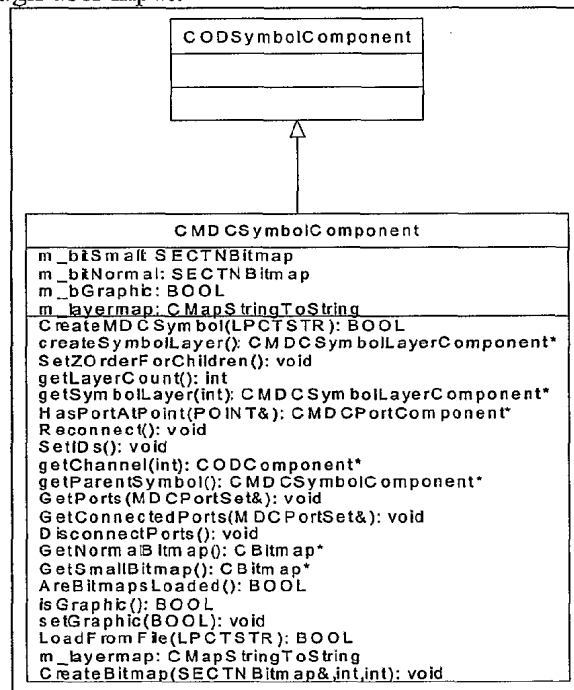 CODSymbolComponent
CMDCSymbolComponent
m_bitSmall: SECTNBitmap
m_bitNormal: SECTNBitmap
m_bGraphic: BOOL
m_layermap: CMapStringToString
CreateMDCSymbol(LPCTSTR): BOOL
createSymbolLayer(): CMDCSymbolLayerComponent*
SetZOrderForChildren(): void
getLayerCount(): int
getSymbolLayer(int): CMDCSymbolLayerComponent*
HasPortAtPoint(POINT&): CMDCPortComponent*
Reconnect(): void
SetIDs(): void
getChannel(int): CODComponent*
getParentSymbol(): CMDCSymbolComponent*
GetPorts(MDCPortSet&): void
GetConnectedPorts(MDCPortSet&): void
DisconnectPorts(): void
GetNormalBitmap(): CBitmap*
GetSmallBitmap(): CBitmap*
AreBitmapsLoaded(): BOOL
isGraphic(): BOOL
setGraphic(BOOL): void
LoadFromFile(LPCTSTR): BOOL
m_layermap: CMapStringToString
CreateBitmap(SECTNBitmap&,int,int): void